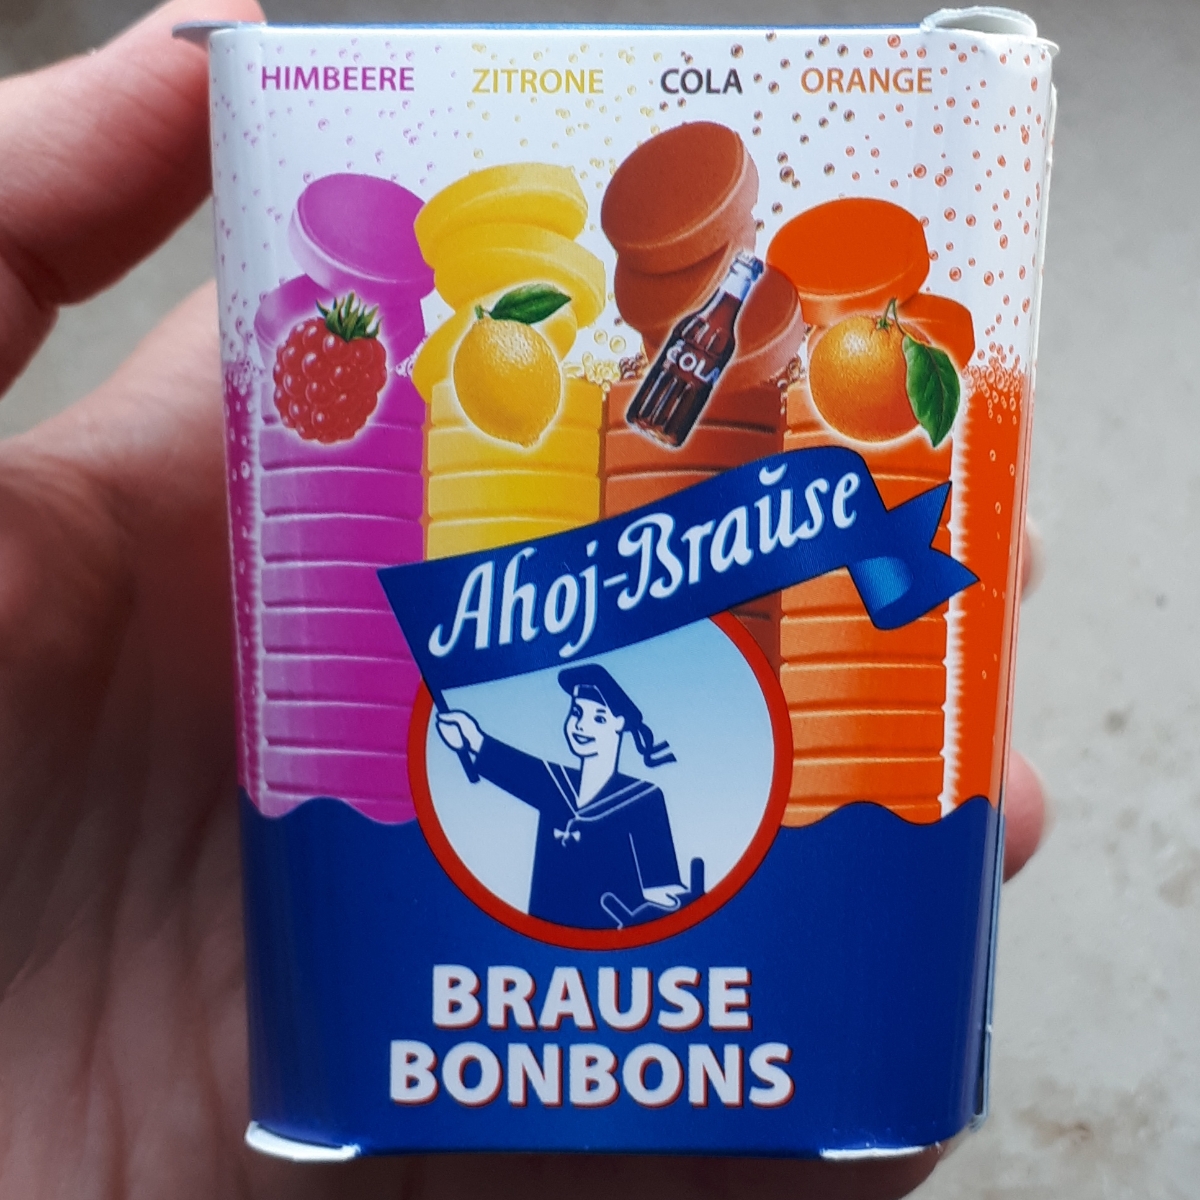 HIMBEERE ZITRONE COLA ORANGE
COLA
Ahoj-Brause
BRAUSE
BONBONS